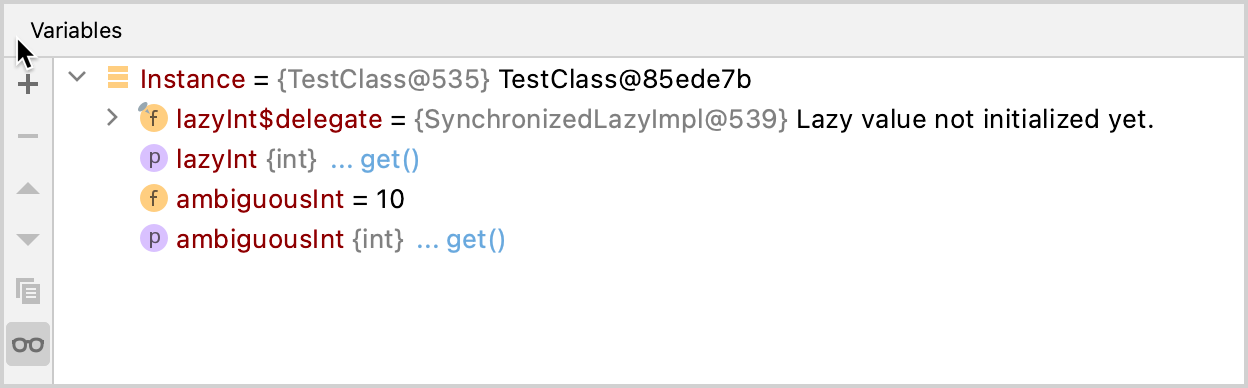 Variables
Instance = {TestClass@535} TestClass@85ede7b
f lazyInt$delegate = {SynchronizedLazyImpl@539} Lazy value not initialized yet.
p lazyInt {int} ... get()
f ambiguousInt = 10
p ambiguousInt {int} ... get()